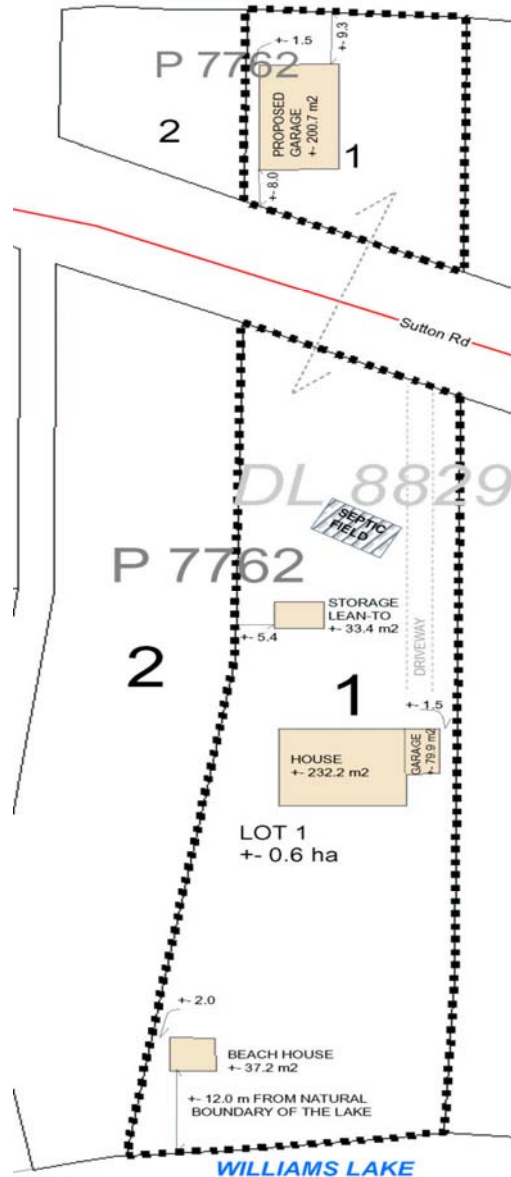 +- 1.5
+- 9.3
P 7762
PROPOSED
GARAGE
+- 200.7 m2
2
1
+- 8.0
Sutton Rd
DL 8829
SEPTIC
FIELD
P 7762
STORAGE
LEAN-TO
+- 33.4 m2
+- 5.4
DRIVEWAY
2
1
+- 1.5
HOUSE
+- 232.2 m2
GARAGE
+- 79.9 m2
LOT 1
+- 0.6 ha
+- 2.0
BEACH HOUSE
+- 37.2 m2
+- 12.0 m FROM NATURAL
BOUNDARY OF THE LAKE
WILLIAMS LAKE